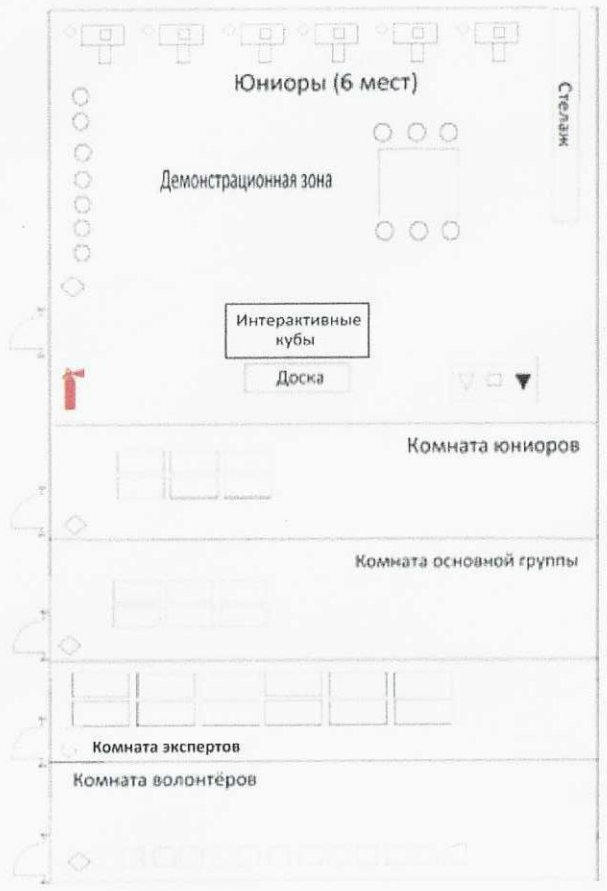 Юниоры (6 мест)
Стелаж
Демонстрационная зона
Интерактивные
кубы
Доска
Комната юниоров
Комната основной группы
Комната экспертов
Комната волонтёров